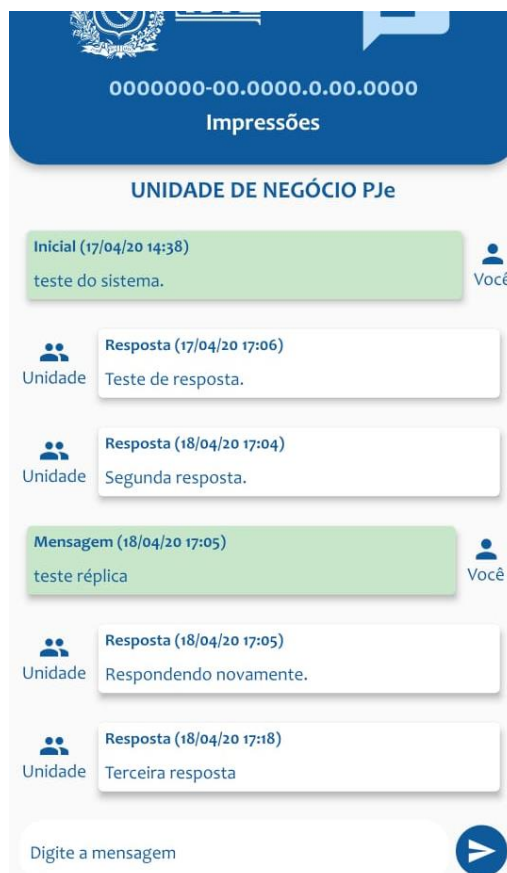 0000000-00.0000.0.00.0000
Impressões
UNIDADE DE NEGÓCIO PJe
Inicial (17/04/20 14:38)
teste do sistema.
Você
Resposta (17/04/20 17:06)
Unidade
Teste de resposta.
Resposta (18/04/20 17:04)
Unidade
Segunda resposta.
Mensagem (18/04/20 17:05)
teste réplica
Você
Resposta (18/04/20 17:05)
Unidade
Respondendo novamente.
Resposta (18/04/20 17:18)
Unidade
Terceira resposta
Digite a mensagem